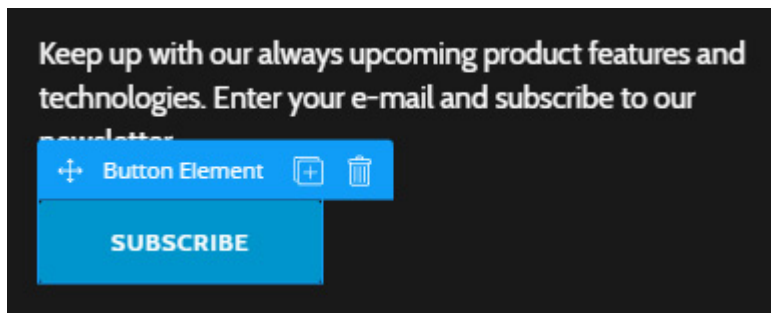 Keep up with our always upcoming product features and
technologies. Enter your e-mail and subscribe to our
Button Element
SUBSCRIBE